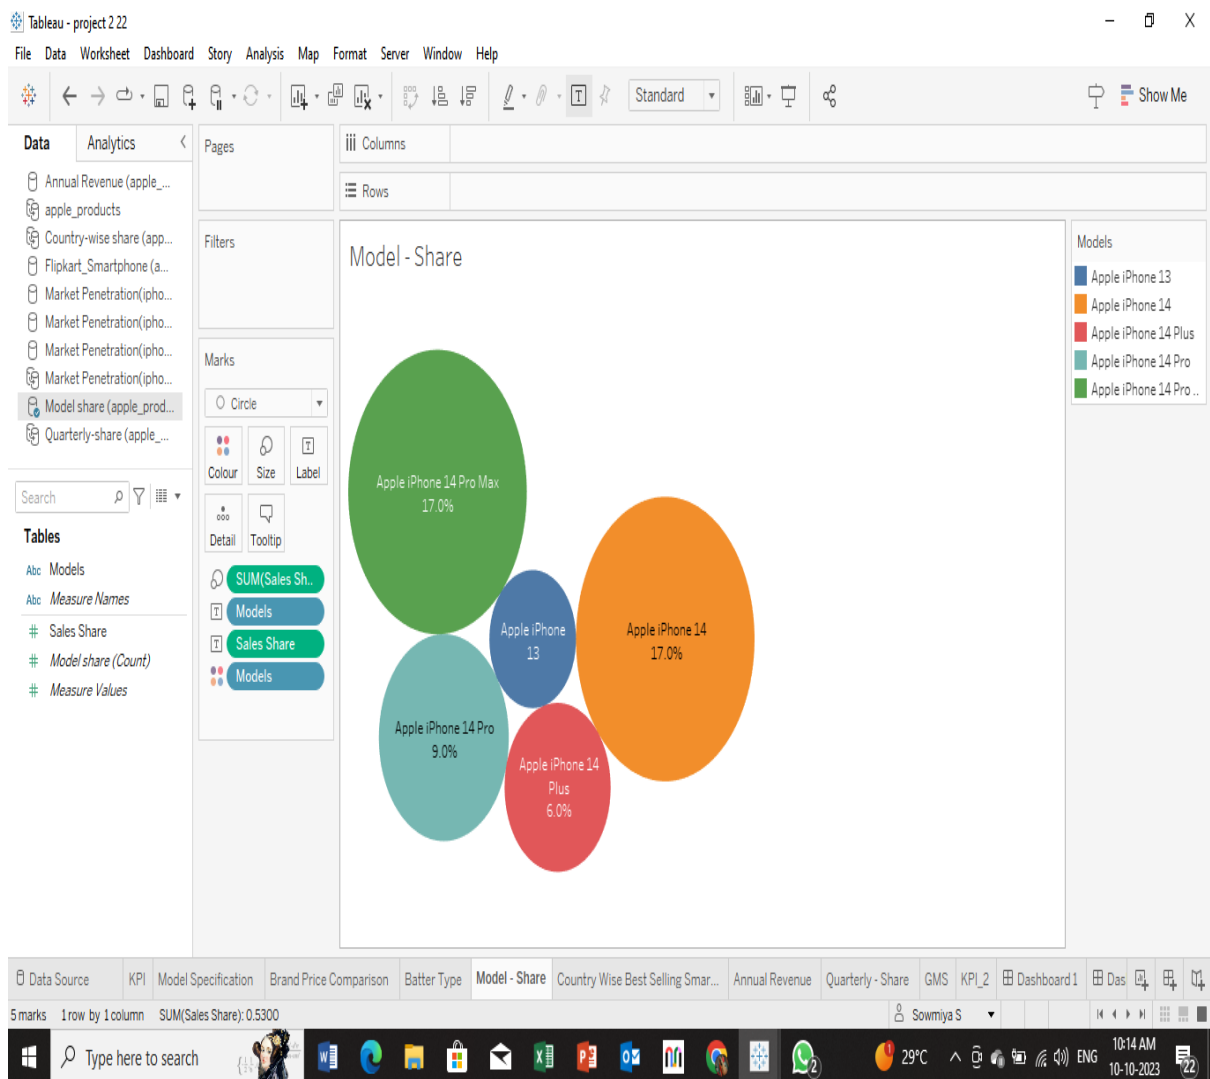 Tableau - project 2 22
File Data Worksheet Dashboard Story Analysis Map Format Server Window Help
Standard
Show Me
Data Analytics
Annual Revenue (apple_...
apple_products
Country-wise share (app...
Flipkart_Smartphone (a...
Market Penetration(ipho...
Market Penetration(ipho...
Market Penetration(ipho...
Market Penetration(ipho...
Model share (apple_prod...
Quarterly-share (apple_...
Search
Tables
Abc Models
Abc Measure Names
# Sales Share
# Model share (Count)
# Measure Values
Pages
Filters
Marks
Circle
Colour Size Label
Detail Tooltip
SUM(Sales Sh..
T Models
T Sales Share
Models
iii Columns
Rows
Model - Share
Apple iPhone 14 Pro Max
17.0%
Apple iPhone
13
Apple iPhone 14
17.0%
Apple iPhone 14 Pro
9.0%
Apple iPhone 14
Plus
6.0%
Models
Apple iPhone 13
Apple iPhone 14
Apple iPhone 14 Plus
Apple iPhone 14 Pro
Apple iPhone 14 Pro ..
Data Source KPI Model Specification Brand Price Comparison Batter Type Model - Share Country Wise Best Selling Smar... Annual Revenue Quarterly - Share GMS KPI_2 Dashboard 1 Das
5 marks 1 row by 1 column SUM(Sales Share): 0.5300 Sowmiya S
Type here to search
29°C ENG
10:14 AM
10-10-2023
22